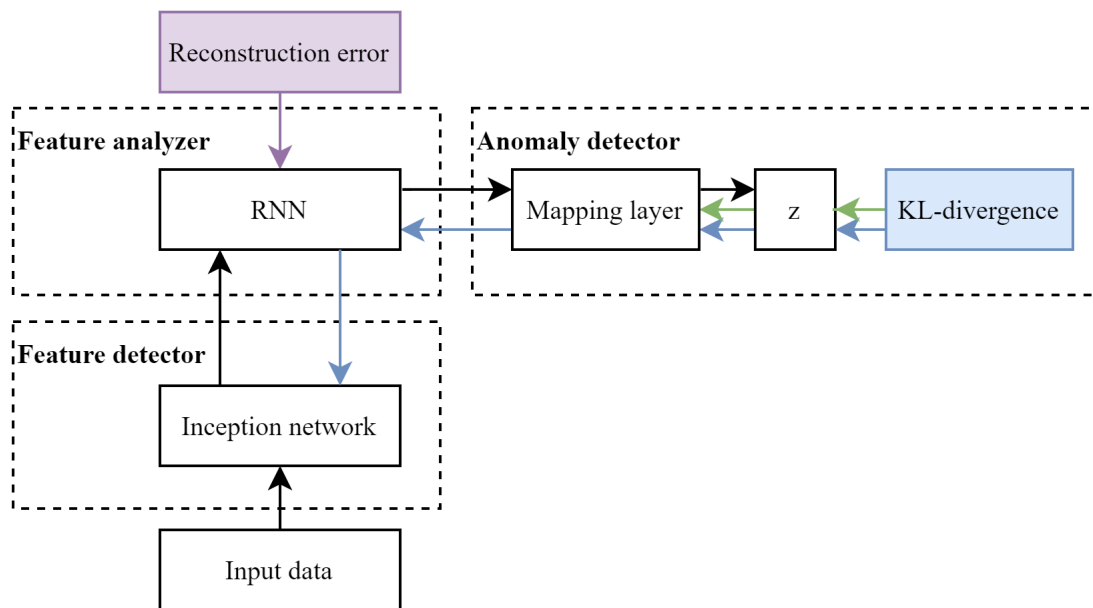 Reconstruction error
Feature analyzer
Anomaly detector
RNN
Mapping layer
z
KL-divergence
Feature detector
Inception network
Input data